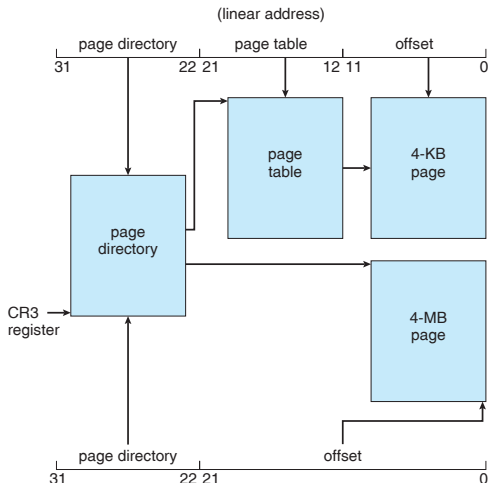 (linear address)
page directory page table offset
31 22 21 12 11 0
page
table
4-KB
page
page
directory
CR3
register
4-MB
page
page directory offset
31 22 21 0